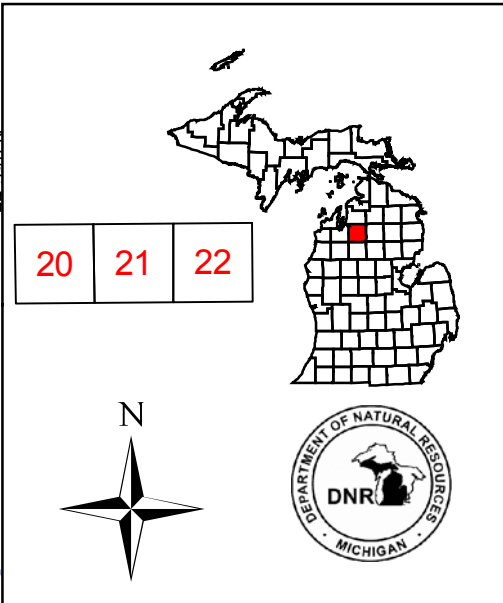 20 21 22
N
DEPARTMENT OF NATURAL RESOURCES
DNR
· MICHIGAN ·